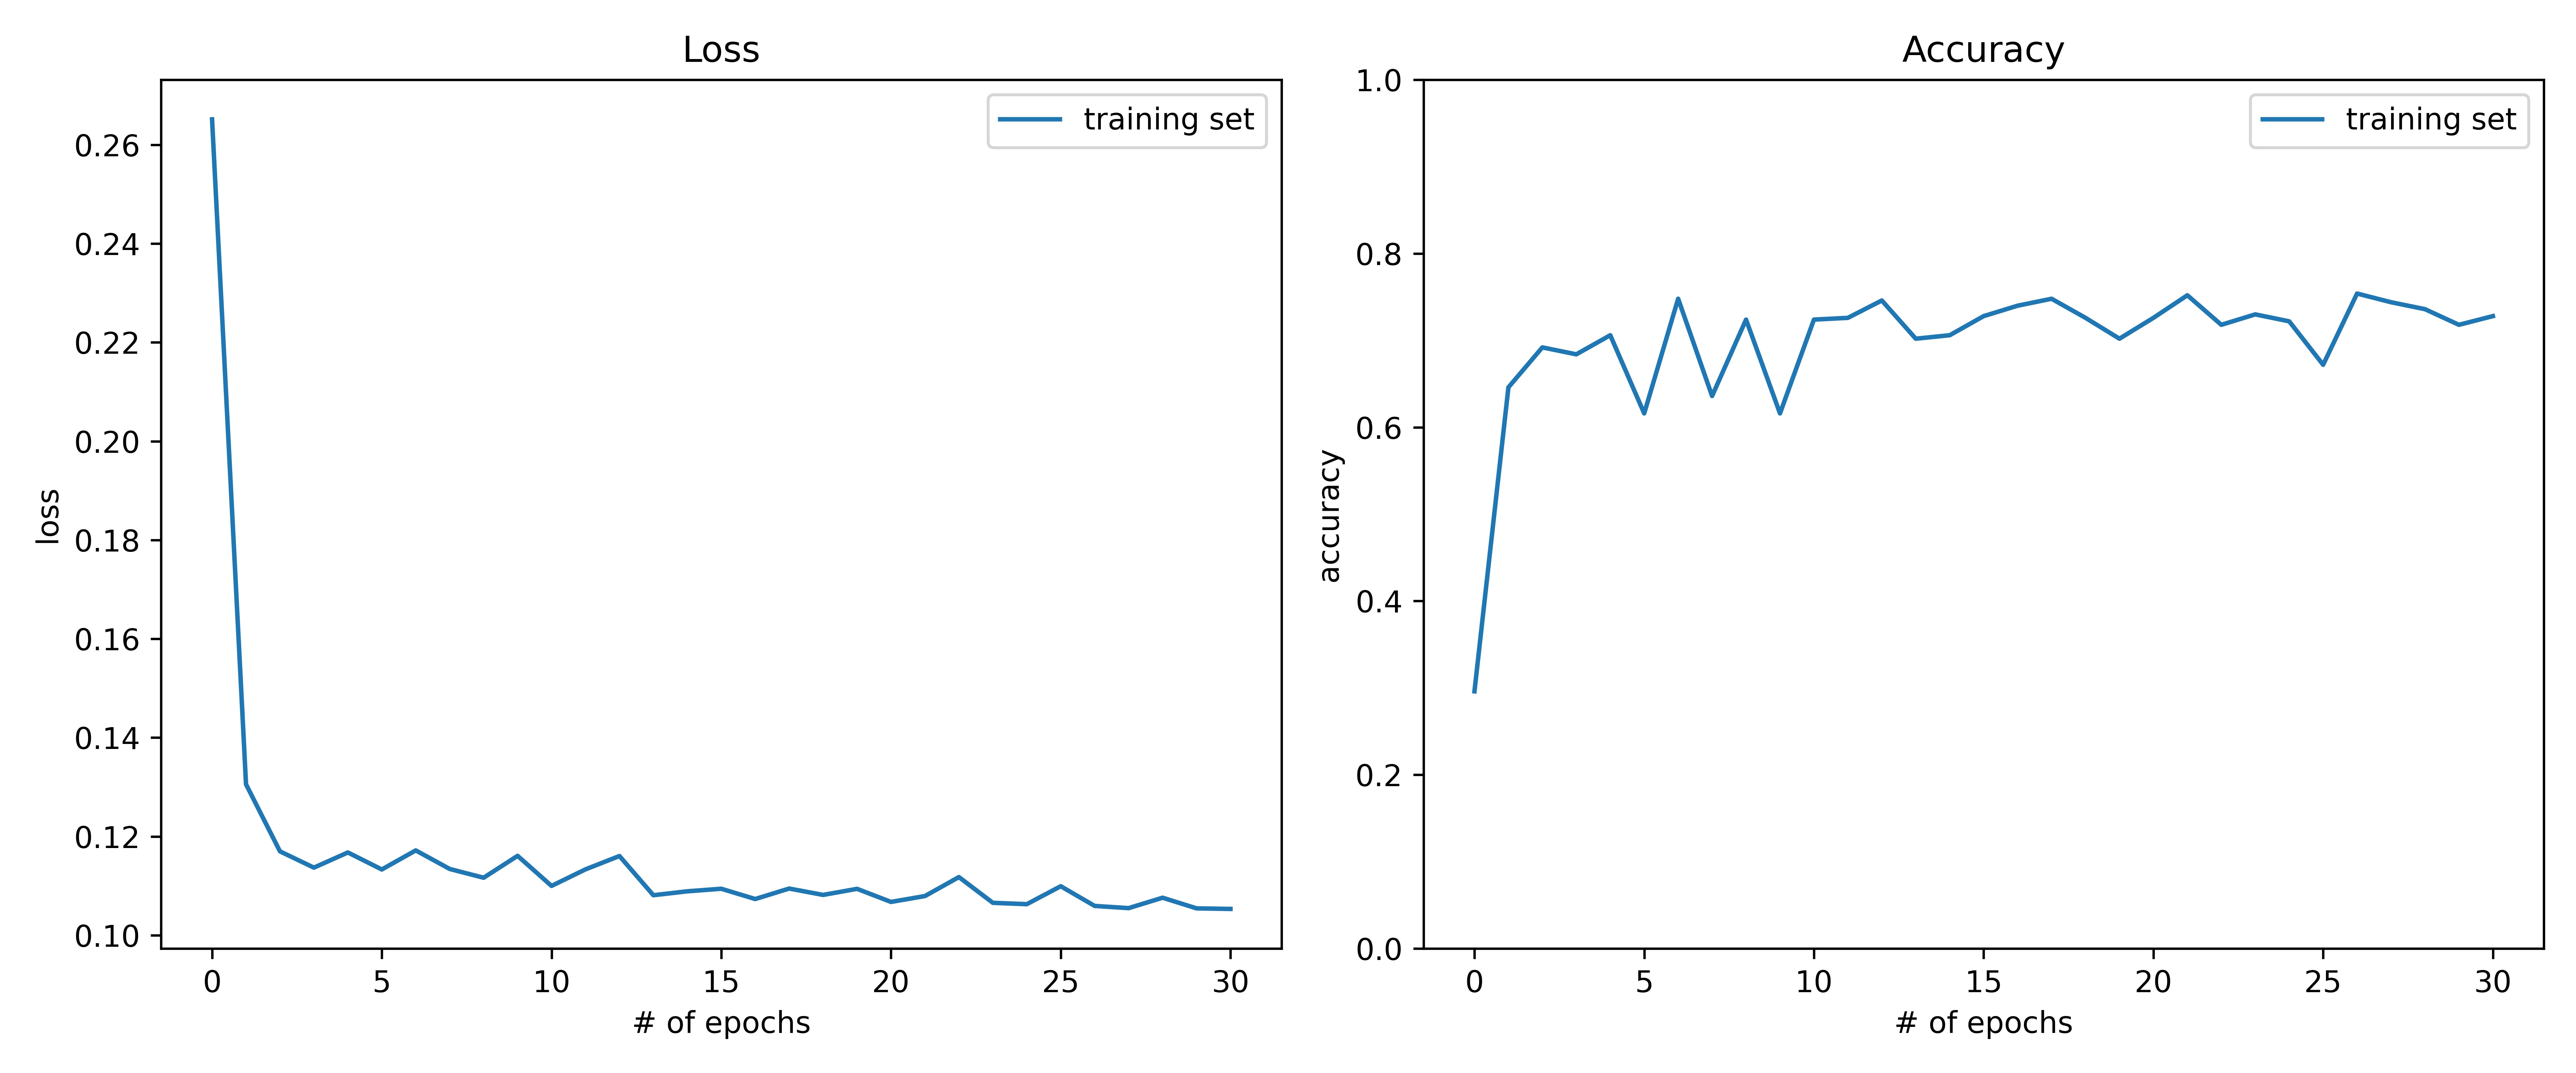 Loss
training set
0.26
0.24
0.22
0.20
0.18
0.16
0.14
0.12
0.10
loss
0 5 10 15 20 25 30
# of epochs
Accuracy
training set
1.0
0.8
0.6
0.4
0.2
0.0
accuracy
0 5 10 15 20 25 30
# of epochs